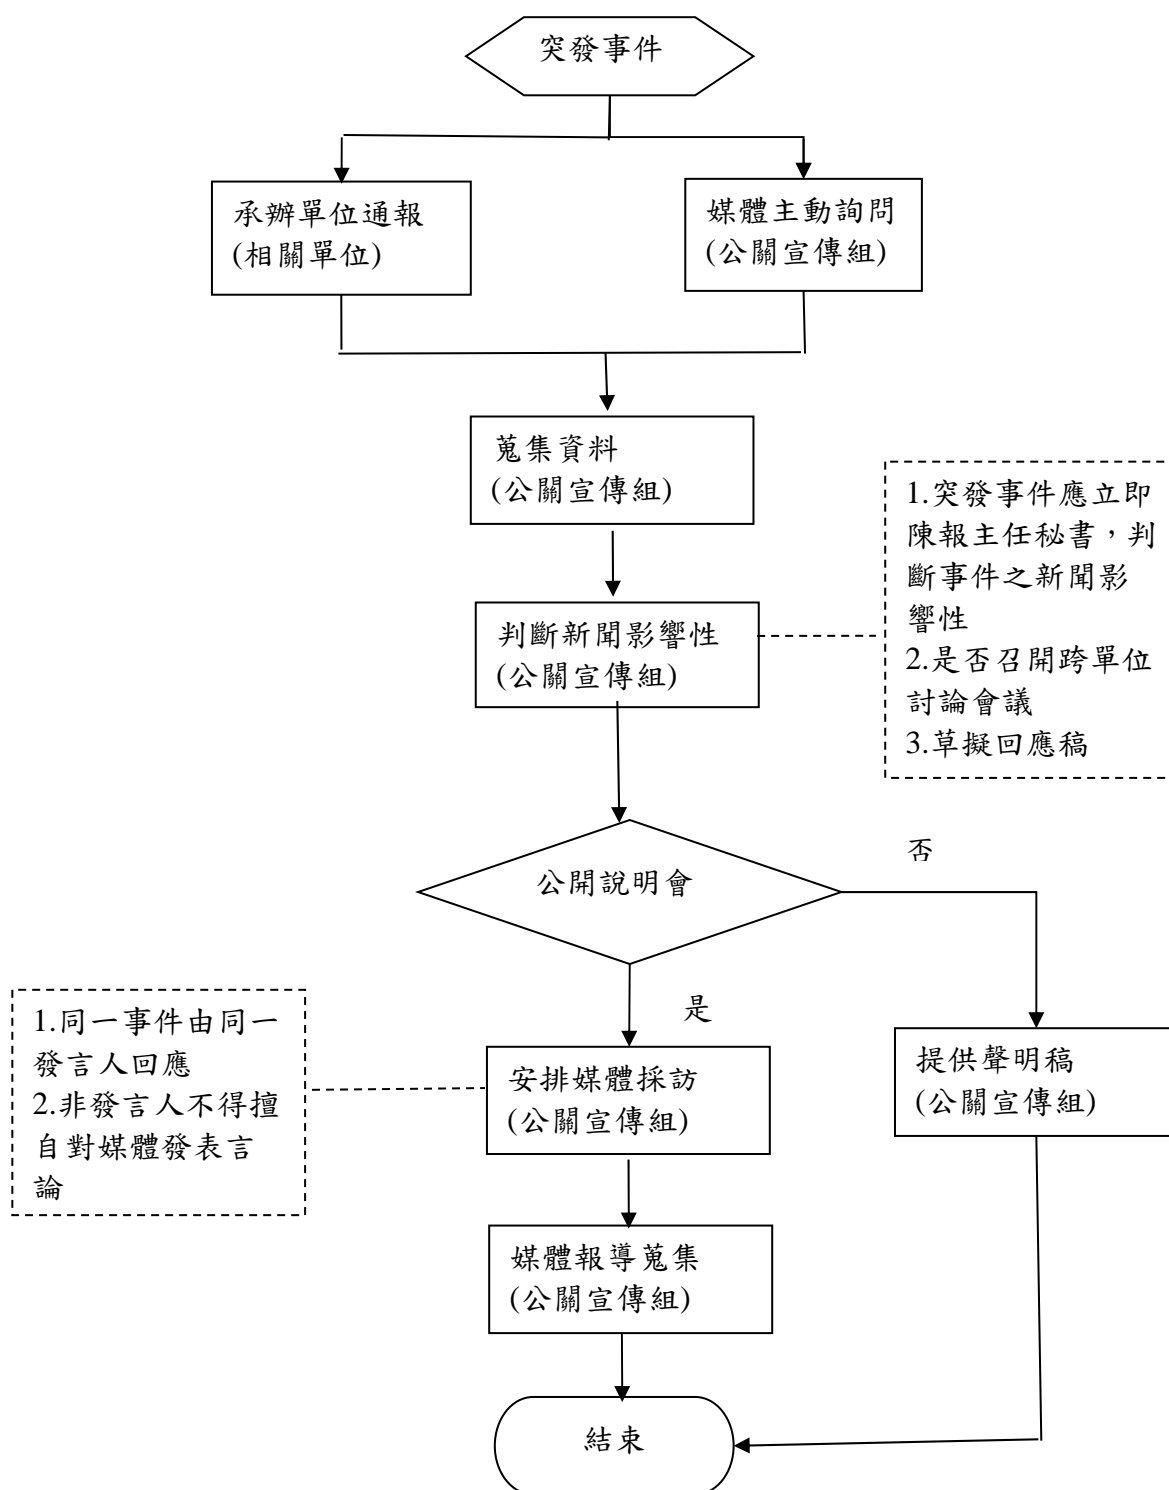 突發事件
承辦單位通報
(相關單位)
媒體主動詢問
(公關宣傳組)
蒐集資料
(公關宣傳組)
1.突發事件應立即
陳報主任秘書，判
斷事件之新聞影
響性
2.是否召開跨單位
討論會議
3.草擬回應稿
判斷新聞影響性
(公關宣傳組)
否
公開說明會
是
1.同一事件由同一
發言人回應
2.非發言人不得擅
自對媒體發表言
論
安排媒體採訪
(公關宣傳組)
提供聲明稿
(公關宣傳組)
媒體報導蒐集
(公關宣傳組)
結束